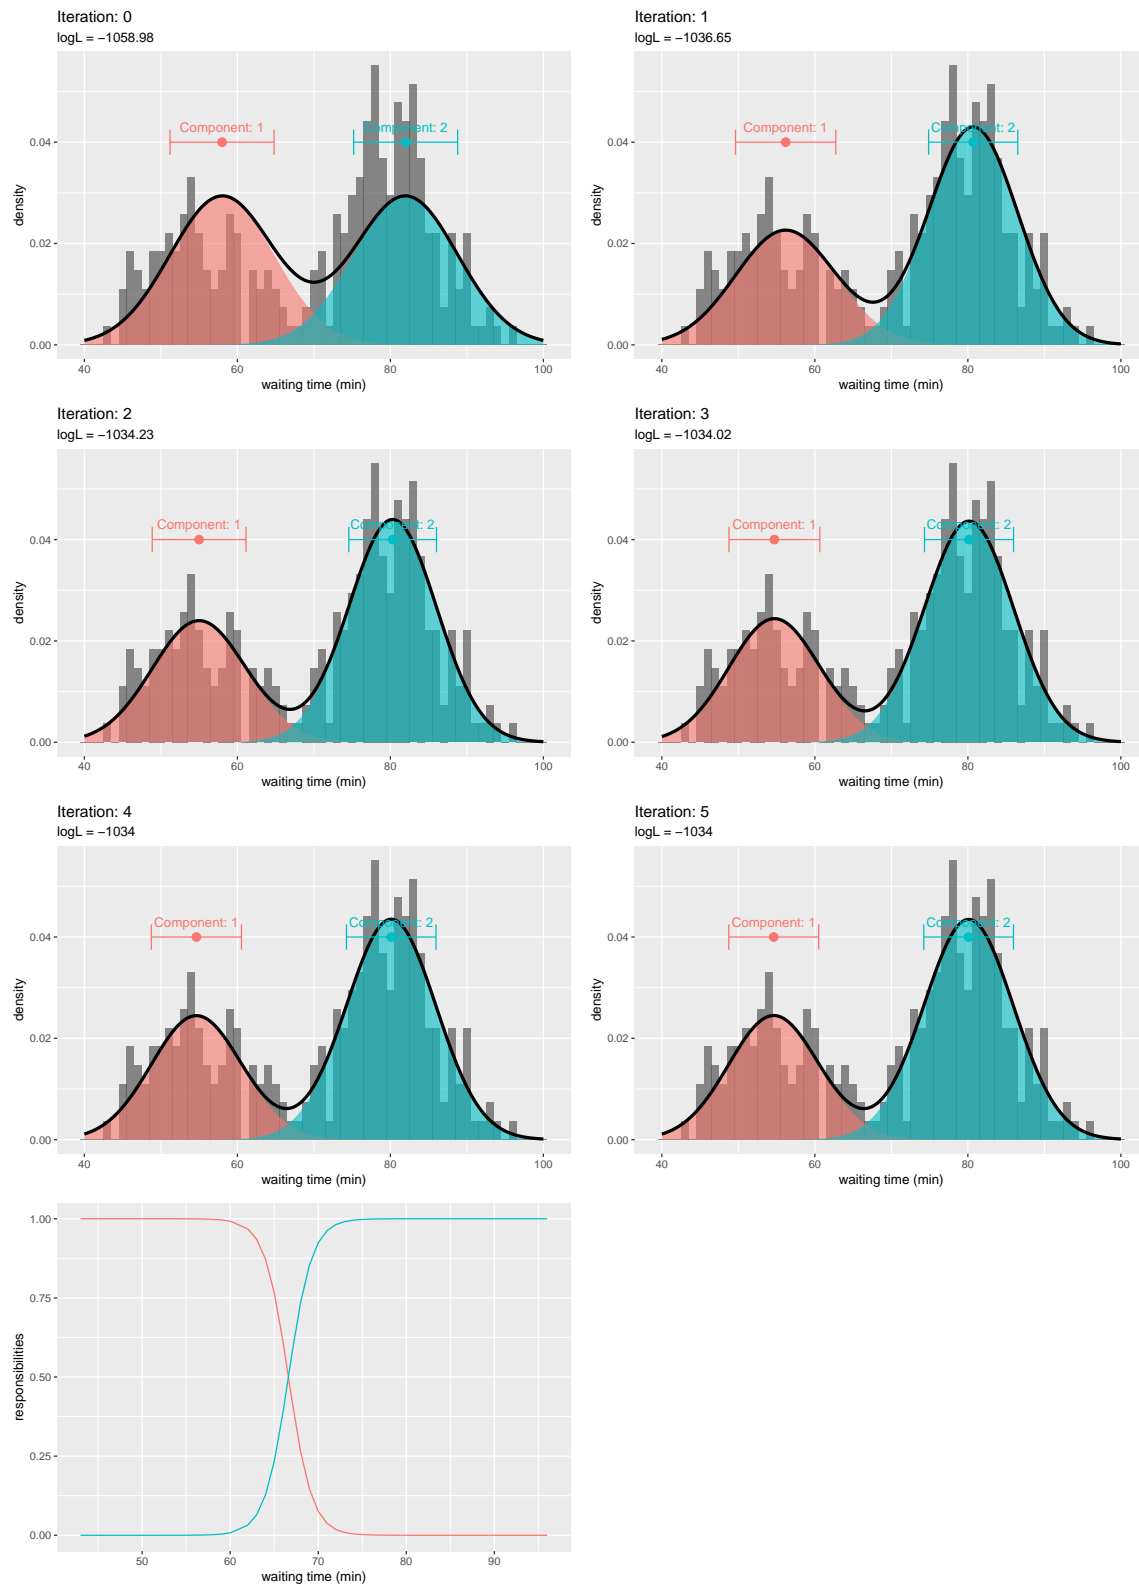 Iteration: 0
logL = −1058.98
Component: 1
Component: 2
0.04
0.02
0.00
density
40 60 80 100
waiting time (min)
Iteration: 1
logL = −1036.65
Component: 1
Component: 2
0.04
0.02
0.00
density
40 60 80 100
waiting time (min)
Iteration: 2
logL = −1034.23
Component: 1
Component: 2
0.04
0.02
0.00
density
40 60 80 100
waiting time (min)
Iteration: 3
logL = −1034.02
Component: 1
Component: 2
0.04
0.02
0.00
density
40 60 80 100
waiting time (min)
Iteration: 4
logL = −1034
Component: 1
Component: 2
0.04
0.02
0.00
density
40 60 80 100
waiting time (min)
Iteration: 5
logL = −1034
Component: 1
Component: 2
0.04
0.02
0.00
density
40 60 80 100
waiting time (min)
1.00
0.75
0.50
0.25
0.00
responsibilities
50 60 70 80 90
waiting time (min)